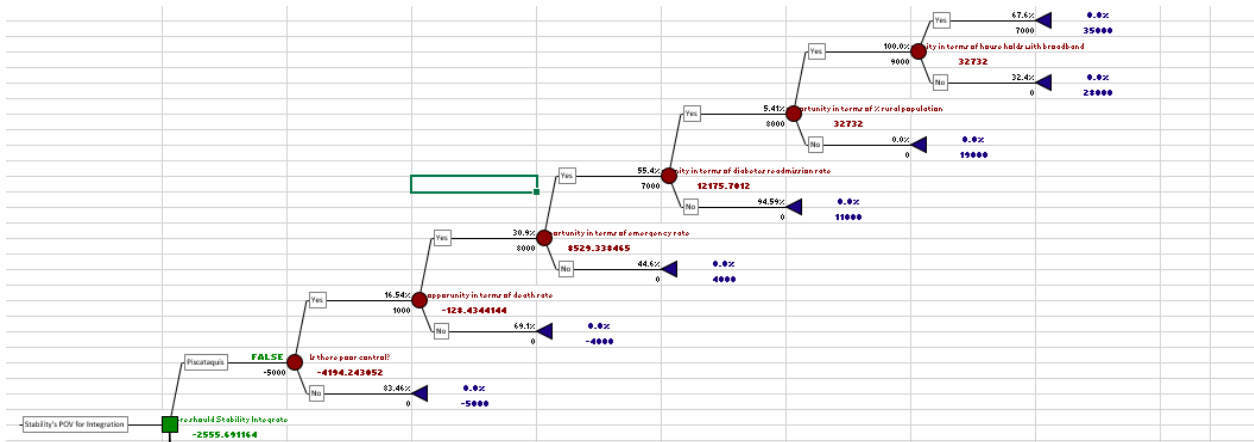 Yes 67.6% 0.0%
7000 35000
Yes 100.0% ity in terms of households with broadband
9000 32732
No 32.4% 0.0%
0 28000
Yes 5.41% ortunity in terms of % rural population
8000 32732
No 0.0% 0.0%
0 19000
Yes 55.4% ity in terms of diabetes readmission rate
7000 12175.7012
No 94.59% 0.0%
0 11000
Yes 30.9% ortunity in terms of emergency rate
8000 8529.338465
No 44.6% 0.0%
0 4000
Yes 16.54% opporunity in terms of death rate
1000 -128.4344144
No 69.1% 0.0%
0 -4000
Piscataquis FALSE Is there poor control?
-5000 -4194.243052
No 83.46% 0.0%
0 -5000
Stability's POV for Integration re should Stability Integrate
-2555.691164